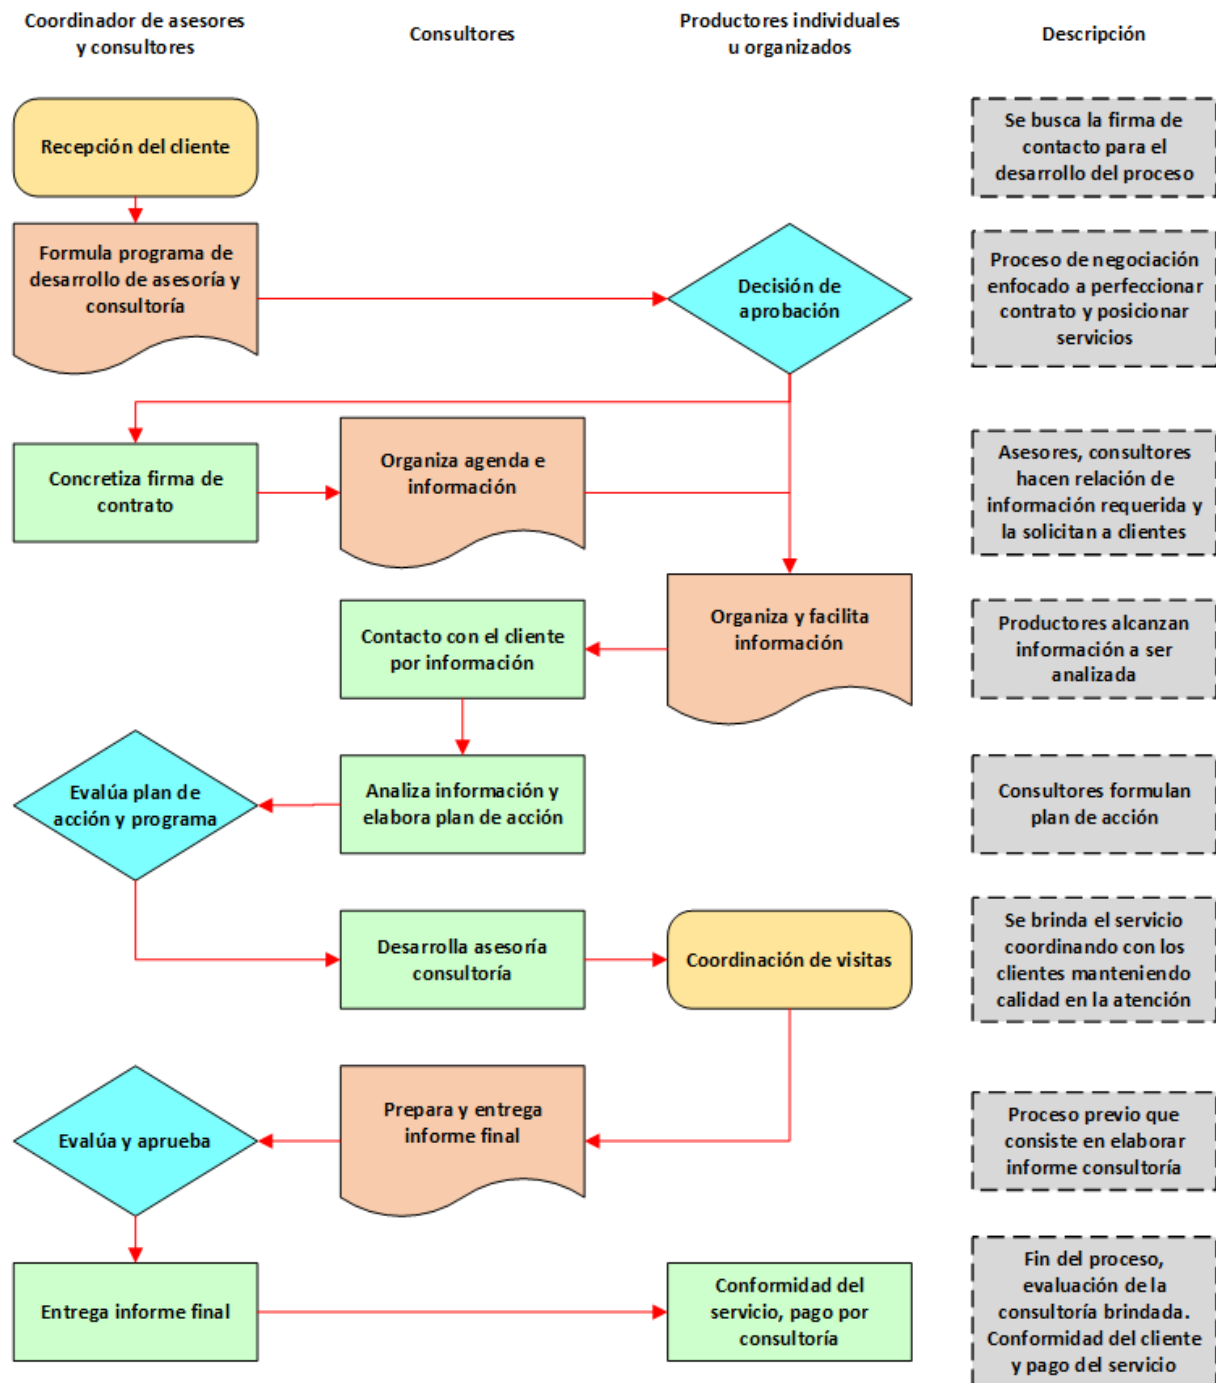 Coordinador de asesores
y consultores
Consultores
Productores individuales
u organizados
Descripción
Recepción del cliente
Se busca la firma de
contacto para el
desarrollo del proceso
Formula programa de
desarrollo de asesoría y
consultoría
Decisión de
aprobación
Proceso de negociación
enfocado a perfeccionar
contrato y posicionar
servicios
Concretiza firma de
contrato
Organiza agenda e
información
Asesores, consultores
hacen relación de
información requerida y
la solicitan a clientes
Contacto con el cliente
por información
Organiza y facilita
información
Productores alcanzan
información a ser
analizada
Evalúa plan de
acción y programa
Analiza información y
elabora plan de acción
Consultores formulan
plan de acción
Desarrolla asesoría
consultoría
Coordinación de visitas
Se brinda el servicio
coordinando con los
clientes manteniendo
calidad en la atención
Evalúa y aprueba
Prepara y entrega
informe final
Proceso previo que
consiste en elaborar
informe consultoría
Entrega informe final
Conformidad del
servicio, pago por
consultoría
Fin del proceso,
evaluación de la
consultoría brindada.
Conformidad del cliente
y pago del servicio